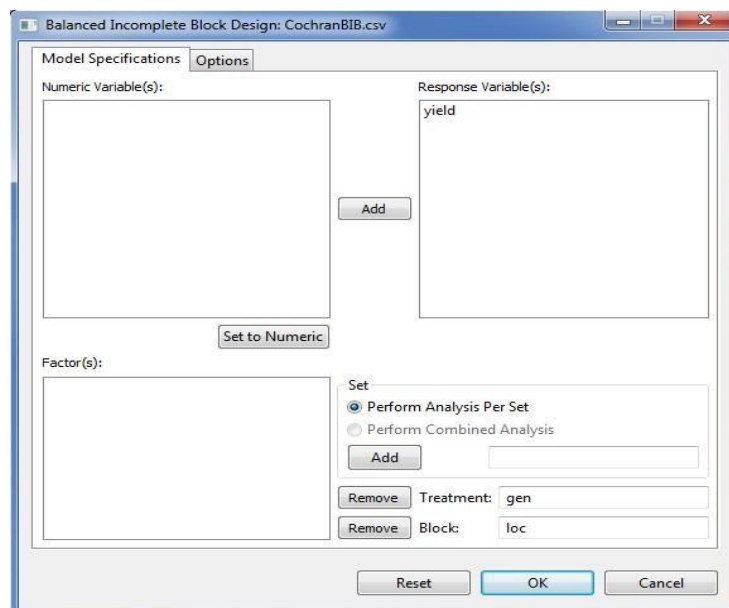 Balanced Incomplete Block Design: CochranBIB.csv
Model Specifications Options
Numeric Variable(s):
Response Variable(s):
yield
Add
Set to Numeric
Factor(s):
Set
Perform Analysis Per Set
Perform Combined Analysis
Add
Remove Treatment: gen
Remove Block: loc
Reset OK Cancel